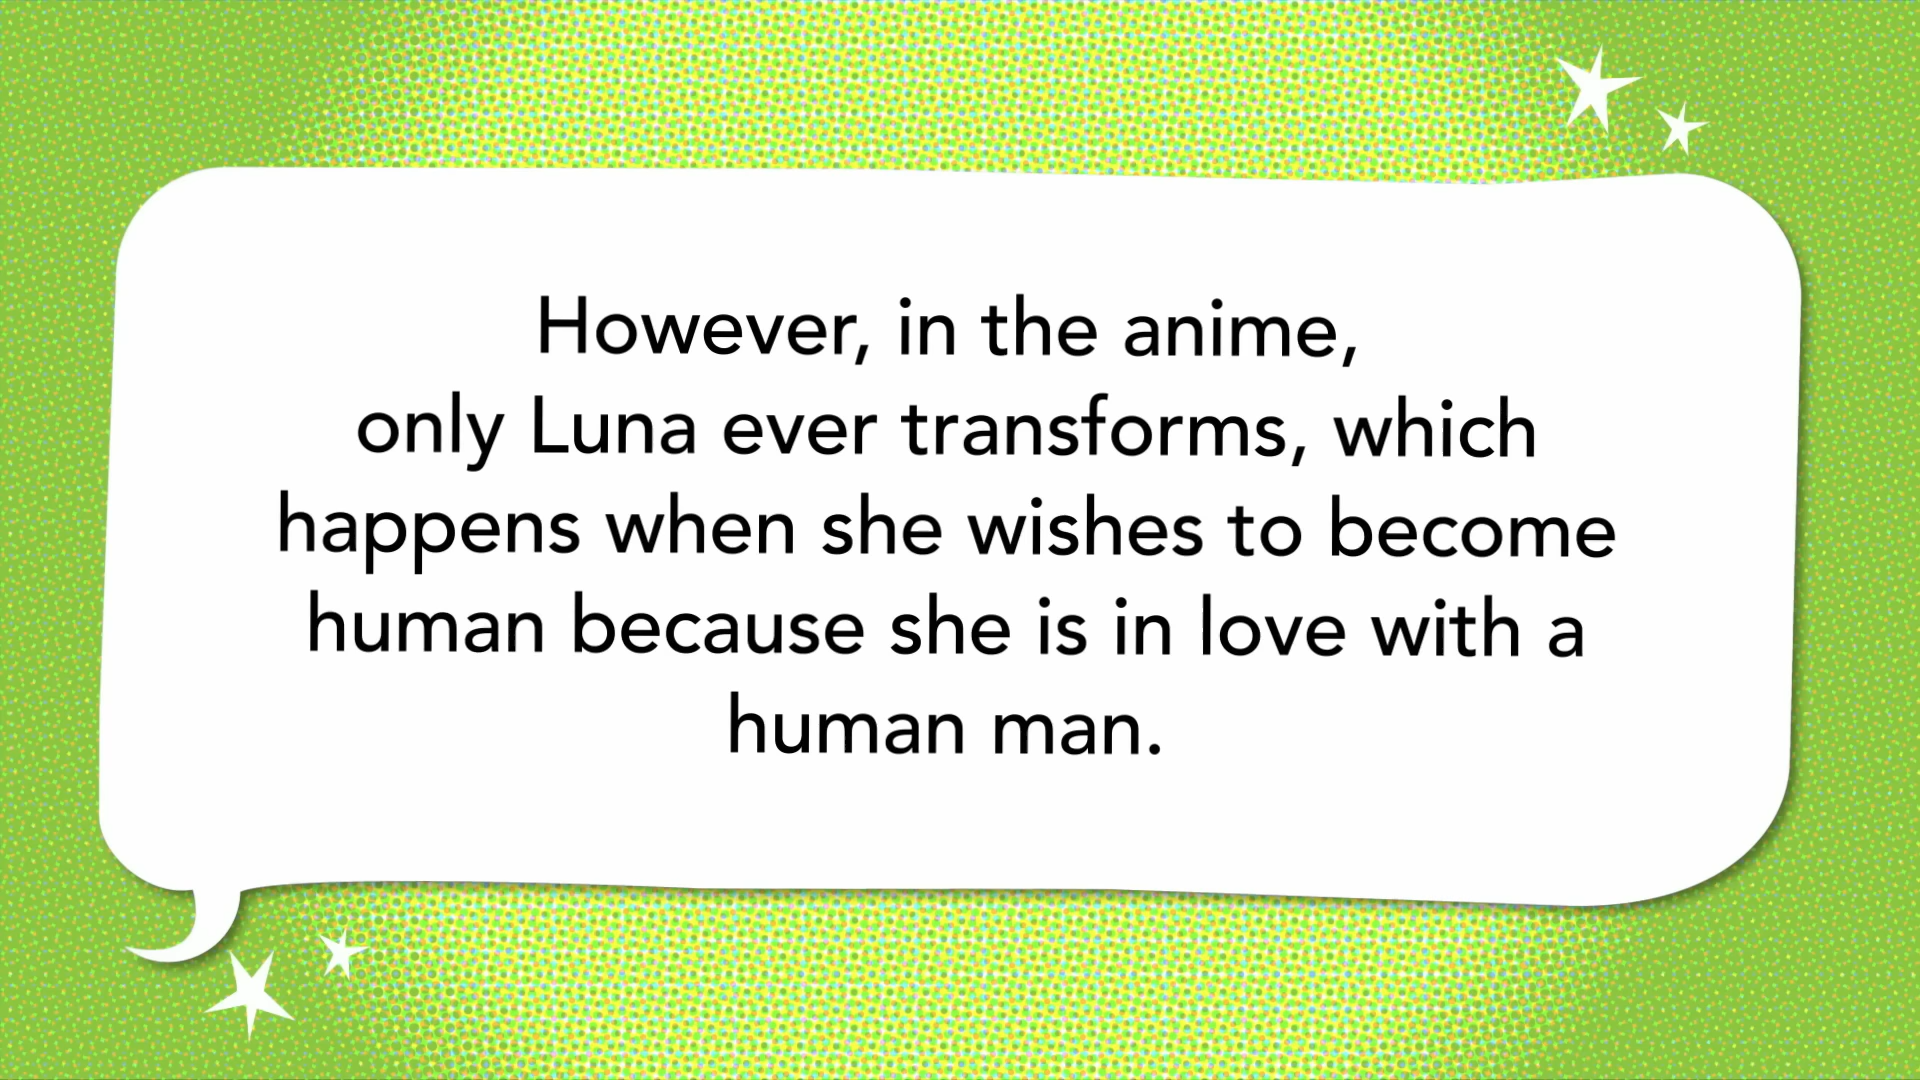 However, in the anime,
only Luna ever transforms, which
happens when she wishes to become
human because she is in love with a
human man.